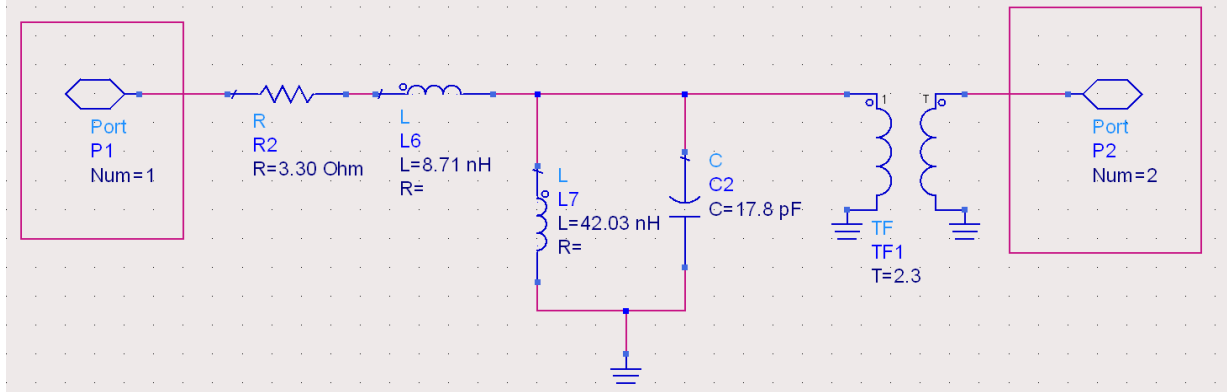 Port
P1
Num=1
R
R2
R=3.30 Ohm
L
L6
L=8.71 nH
R=
L
L7
L=42.03 nH
R=
C
C2
C=17.8 pF
1
T
TF
TF1
T=2.3
Port
P2
Num=2